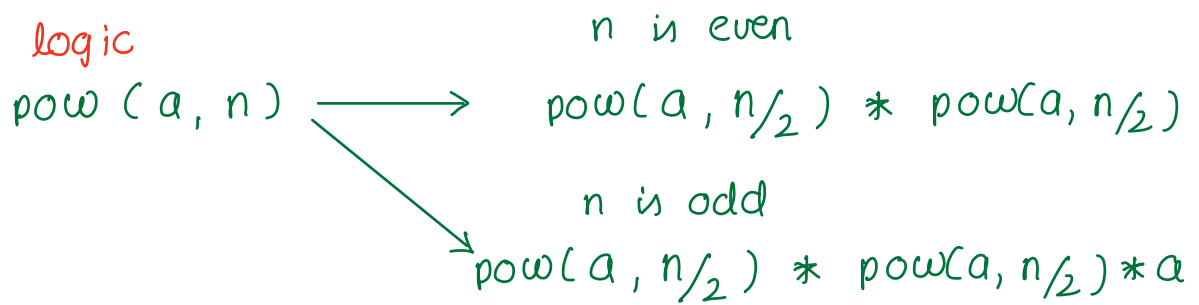 logic
n is even
pow (a, n)
pow(a, n/2) * pow(a, n/2)
n is odd
pow(a, n/2) * pow(a, n/2) * a